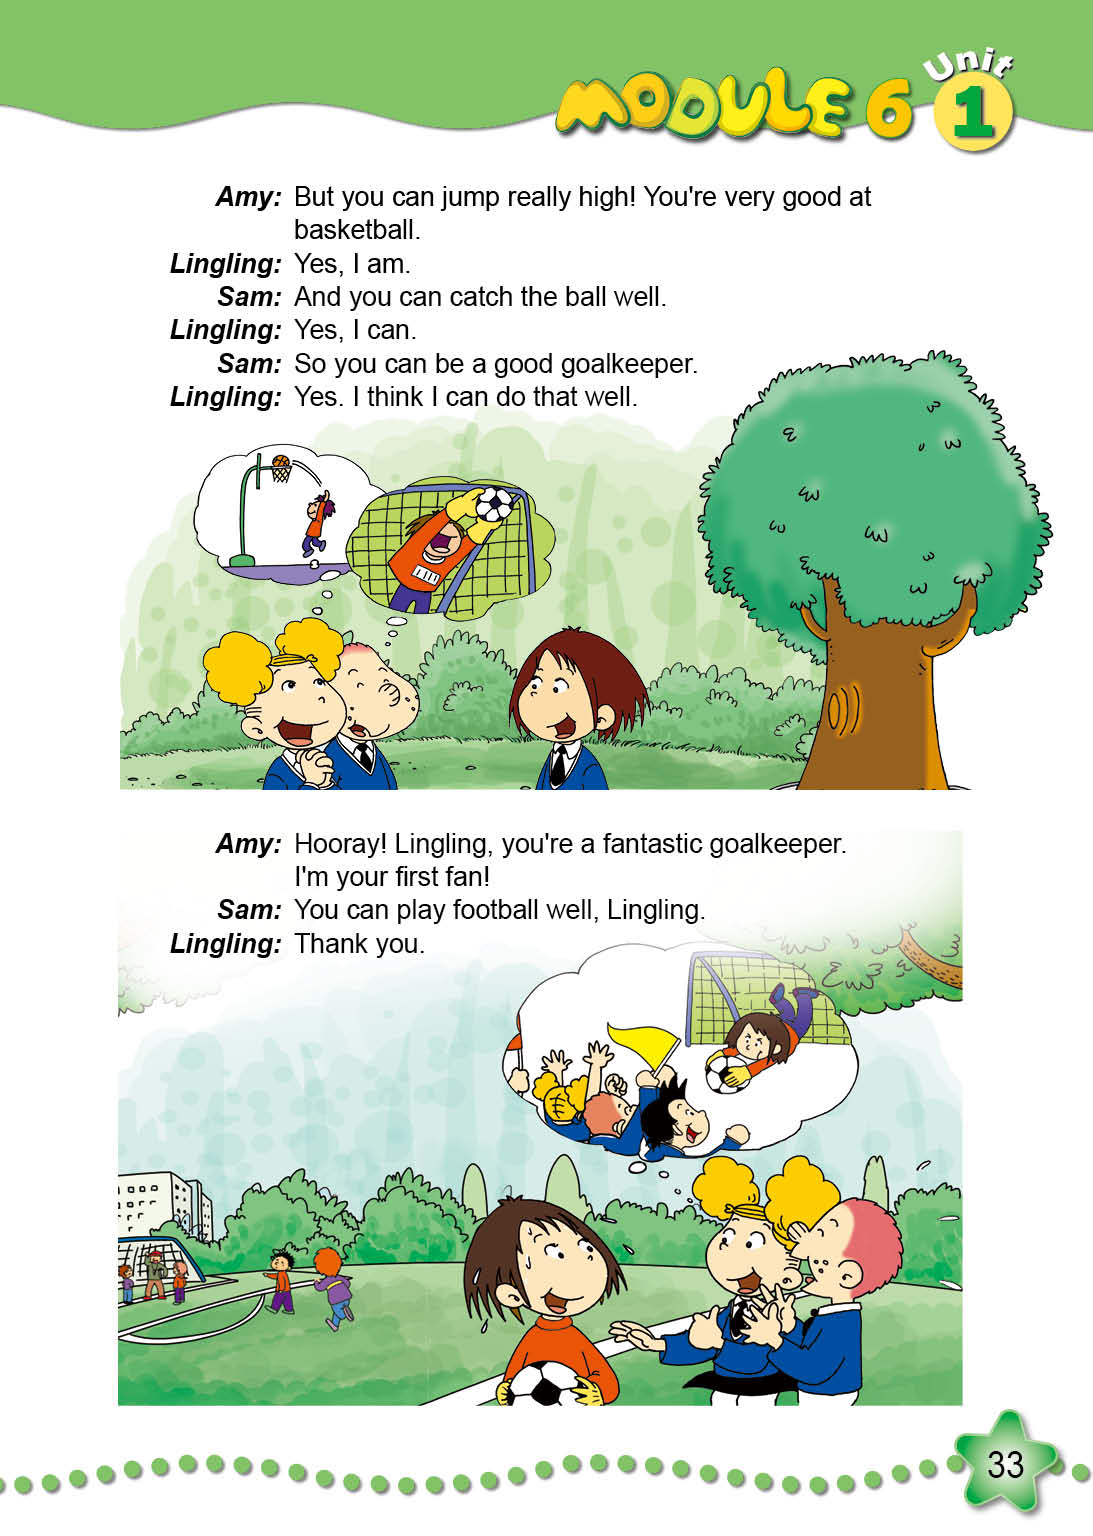 MODULE 6 Unit 1
Amy: But you can jump really high! You're very good at
basketball.
Lingling: Yes, I am.
Sam: And you can catch the ball well.
Lingling: Yes, I can.
Sam: So you can be a good goalkeeper.
Lingling: Yes. I think I can do that well.
Amy: Hooray! Lingling, you're a fantastic goalkeeper.
I'm your first fan!
Sam: You can play football well, Lingling.
Lingling: Thank you.
33